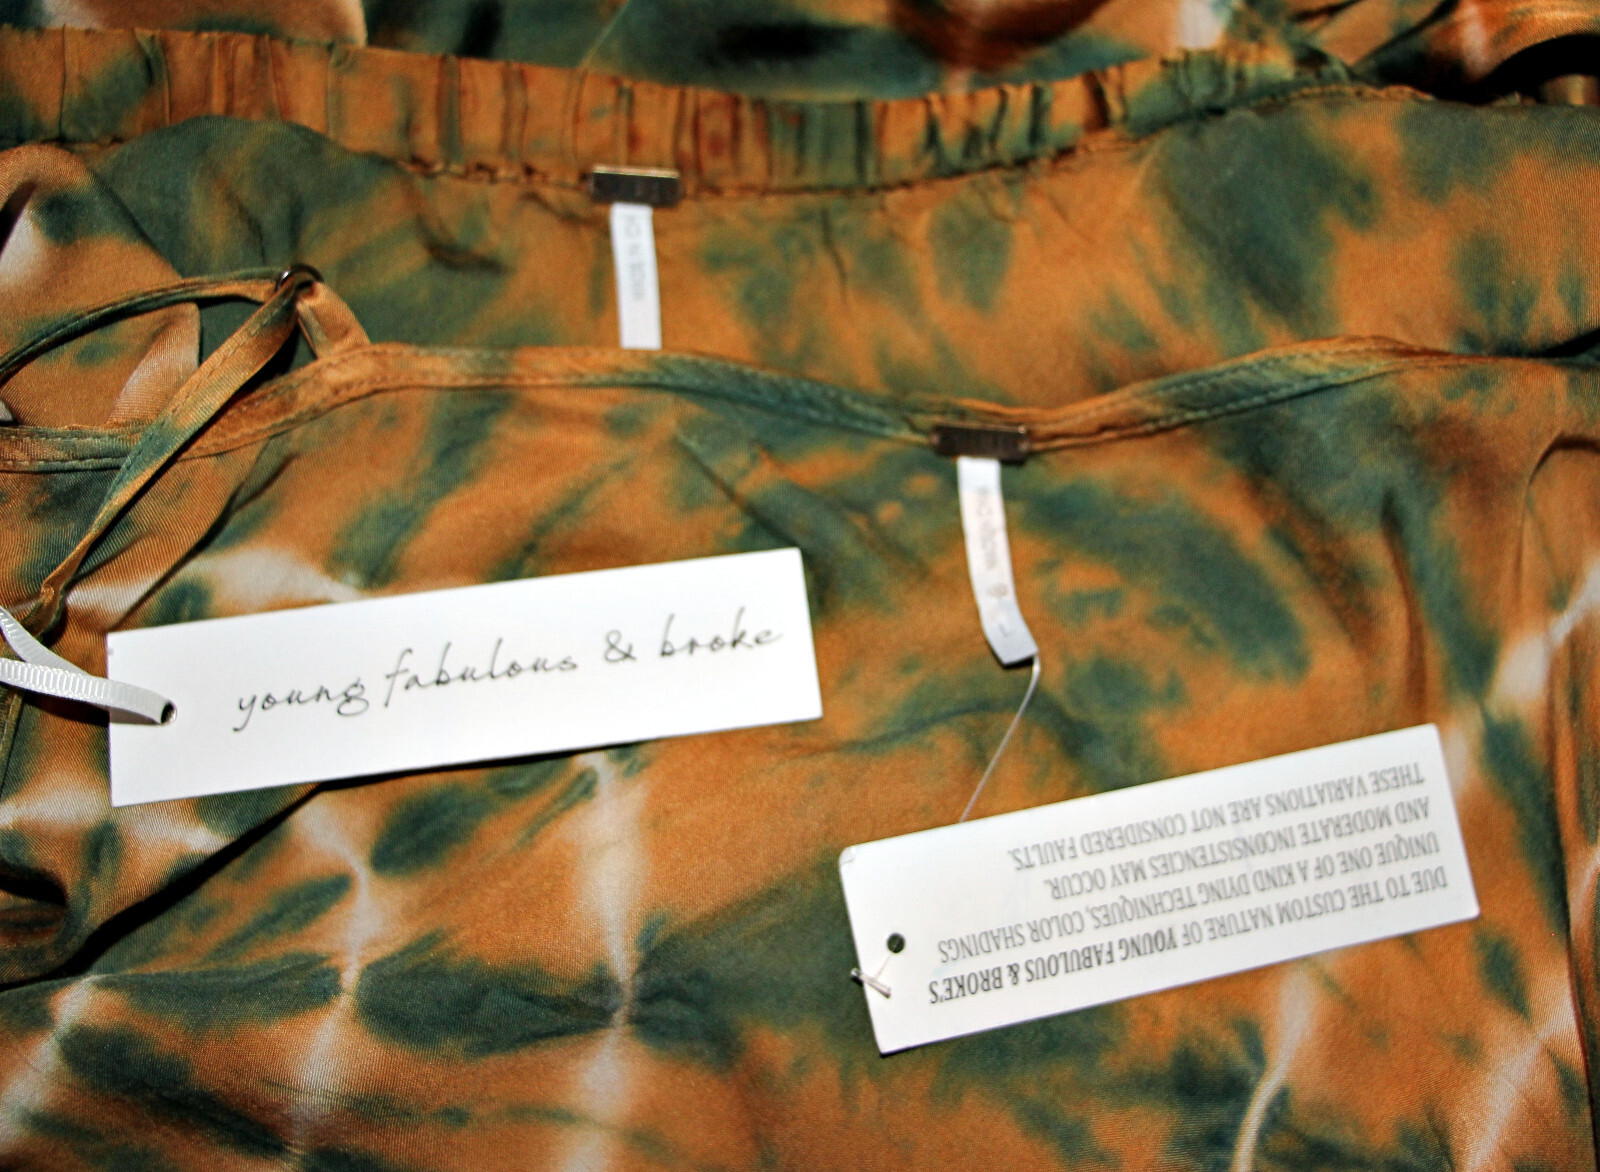 young fabulous & broke
DUE TO THE CUSTOM NATURE OF YOUNG FABULOUS & BROKE'S
UNIQUE ONE OF A KIND DYING TECHNIQUES, COLOR SHADINGS
AND MODERATE INCONSISTENCIES MAY OCCUR.
THESE VARIATIONS ARE NOT CONSIDERED FAULTS.